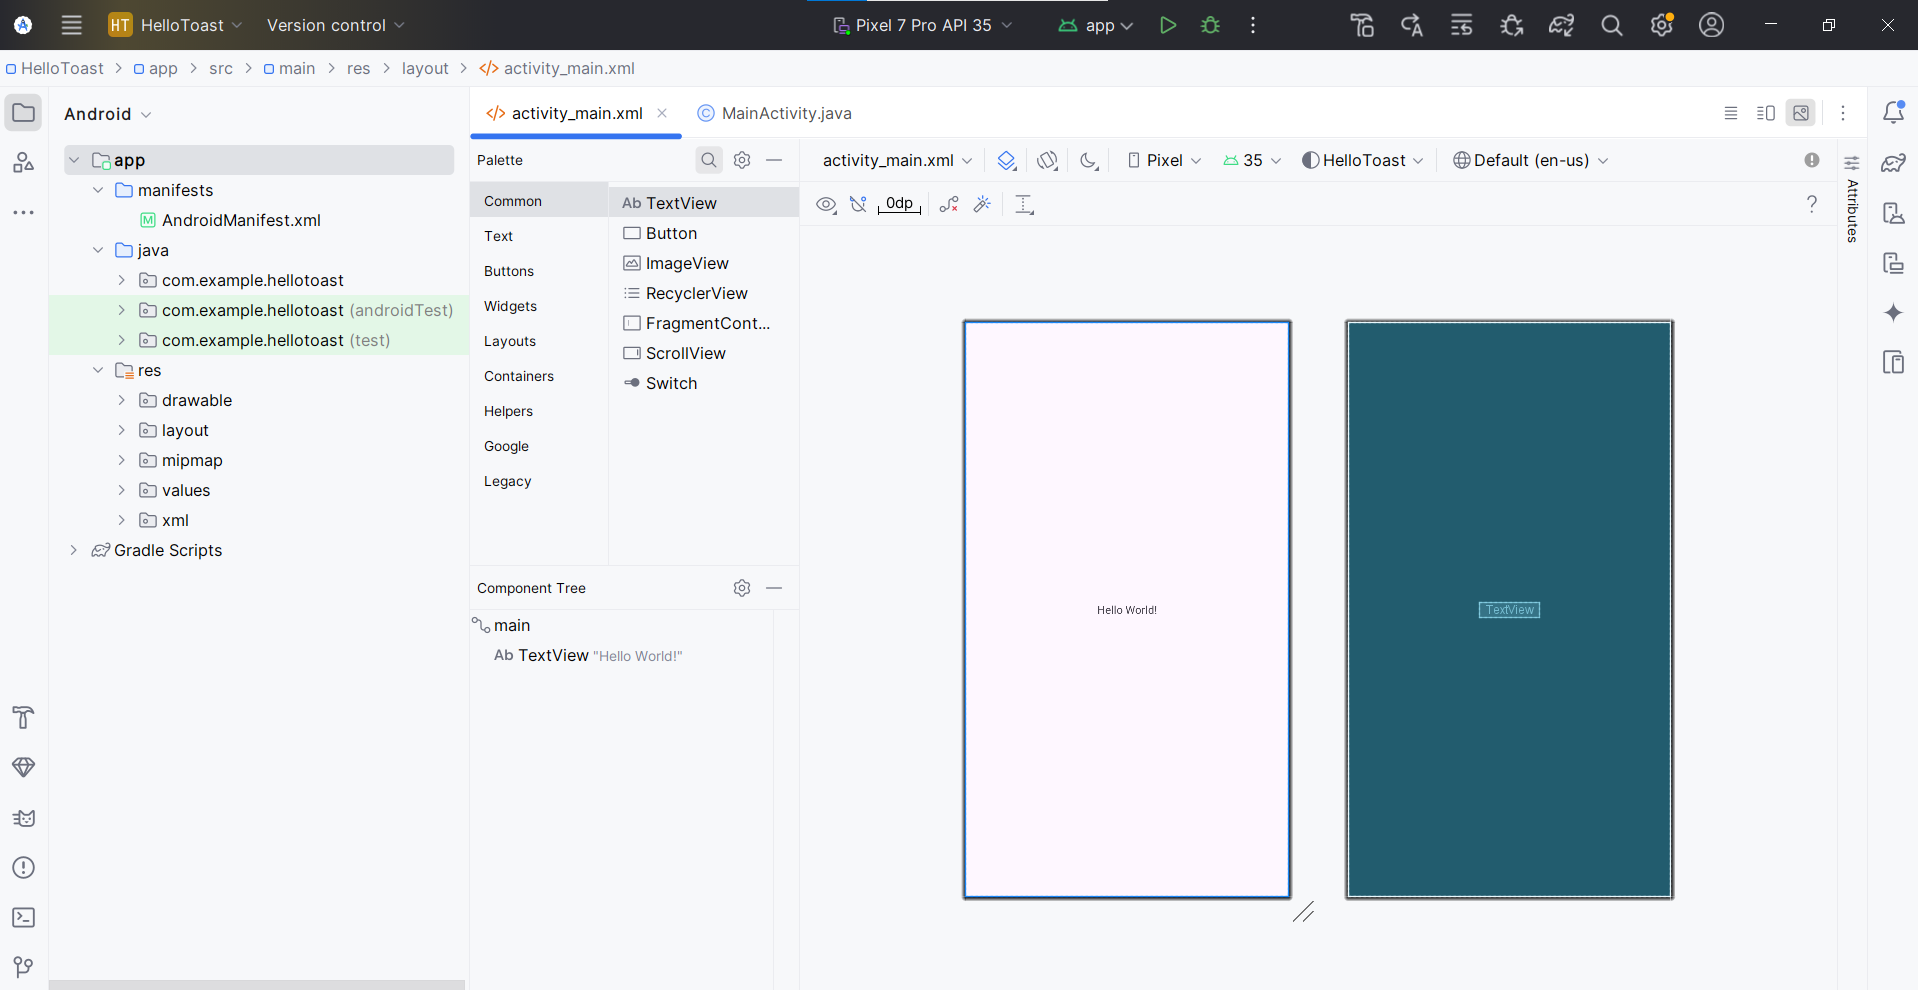 HT HelloToast Version control Pixel 7 Pro API 35 app
HelloToast app src main res layout activity_main.xml
Android
app
manifests
AndroidManifest.xml
java
com.example.hellotoast
com.example.hellotoast (androidTest)
com.example.hellotoast (test)
res
drawable
layout
mipmap
values
xml
Gradle Scripts
activity_main.xml MainActivity.java
Palette
Common
Text
Buttons
Widgets
Layouts
Containers
Helpers
Google
Legacy
Ab TextView
Button
ImageView
RecyclerView
FragmentCont...
ScrollView
Switch
Component Tree
main
Ab TextView "Hello World!"
activity_main.xml Pixel 35 HelloToast Default (en-us)
0dp ?
Hello World!
TextView
Attributes